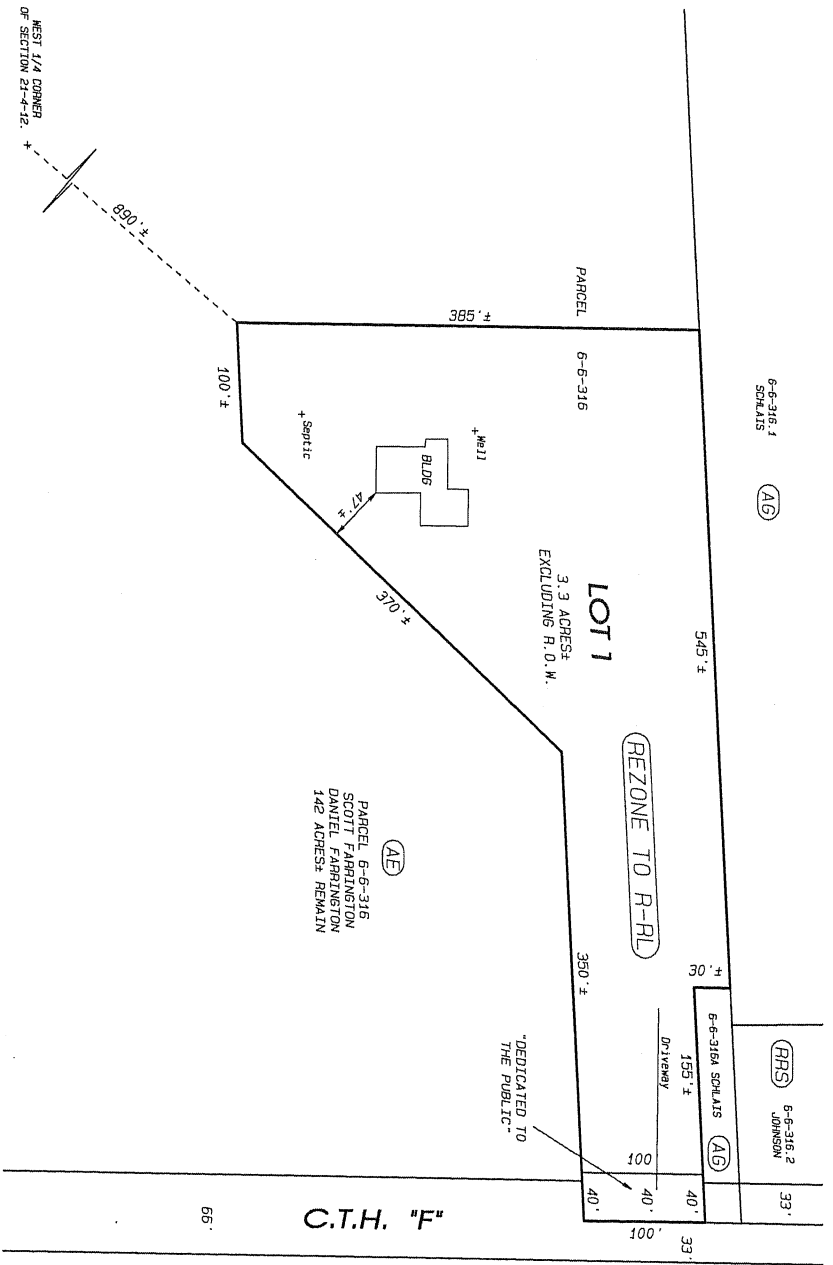 WEST 1/4 CORNER
OF SECTION 21-4-12.
890'±
385'±
PARCEL
6-6-316
100'±
Septic
Well
BLDG
47'±
370'±
6-6-316.1
SCHLAIS
AG
545'±
LOT 1
3.3 ACRES±
EXCLUDING R.O.W.
REZONE TO R-RL
AE
PARCEL 6-6-316
SCOTT FARRINGTON
DANIEL FARRINGTON
142 ACRES± REMAIN
350'±
30'±
6-6-316A SCHLAIS
AG
155'±
Driveway
RRS
6-6-316.2
JOHNSON
"DEDICATED TO
THE PUBLIC"
100
40'
40'
40'
100'
33'
33'
66'
C.T.H. "F"